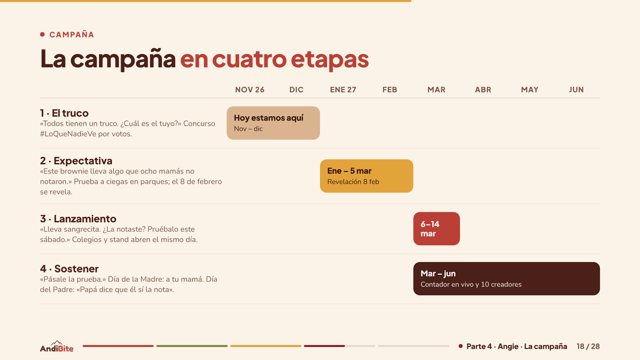 CAMPAÑA
La campaña en cuatro etapas
NOV 26 DIC ENE 27 FEB MAR ABR MAY JUN
1 · El truco
«Todos tienen un truco. ¿Cuál es el tuyo?» Concurso
#LoQueNadieVe por votos.
Hoy estamos aquí
Nov – dic
2 · Expectativa
«Este brownie lleva algo que ocho mamás no
notaron.» Prueba a ciegas en parques; el 8 de febrero
se revela.
Ene – 5 mar
Revelación 8 feb
3 · Lanzamiento
«Lleva sangrecita. ¿La notaste? Pruébalo este
sábado.» Colegios y stand abren el mismo día.
6–14
mar
4 · Sostener
«Pásale la prueba.» Día de la Madre: a tu mamá. Día
del Padre: «Papá dice que él sí la nota».
Mar – jun
Contador en vivo y 10 creadores
AndiBite
Parte 4 · Angie · La campaña 18 / 28